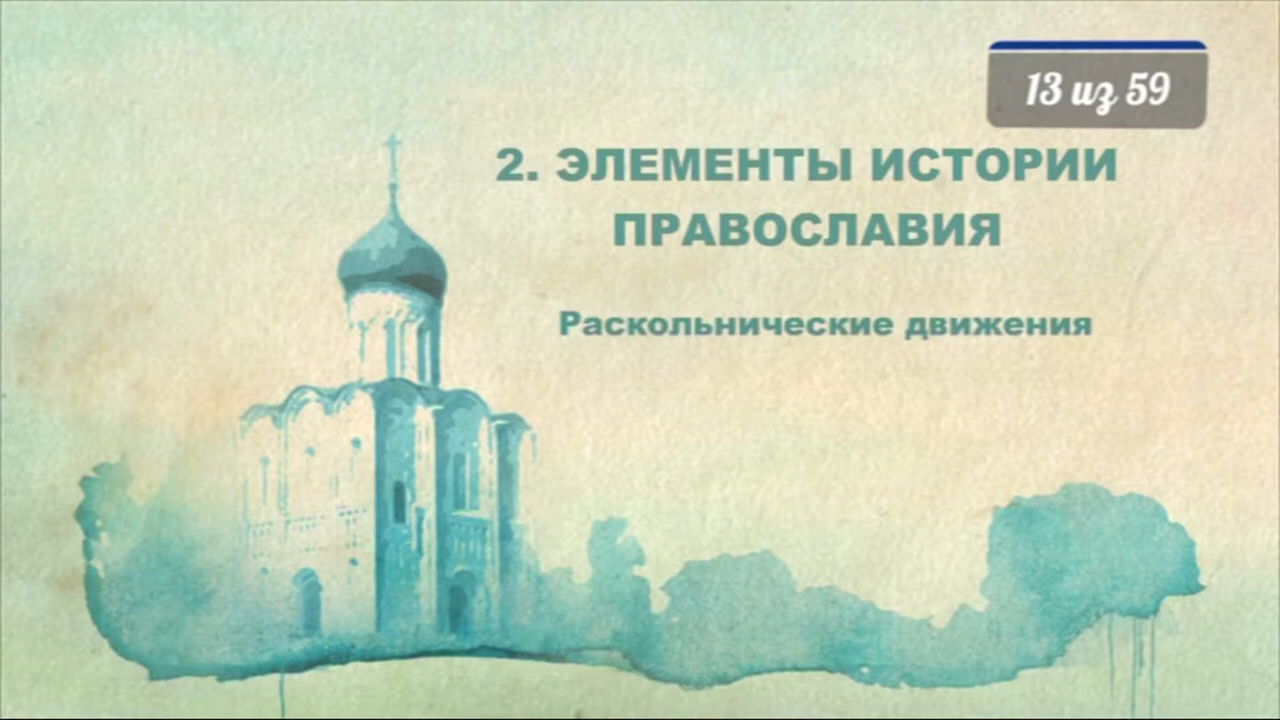 13 из 59
2. ЭЛЕМЕНТЫ ИСТОРИИ
ПРАВОСЛАВИЯ
Раскольнические движения